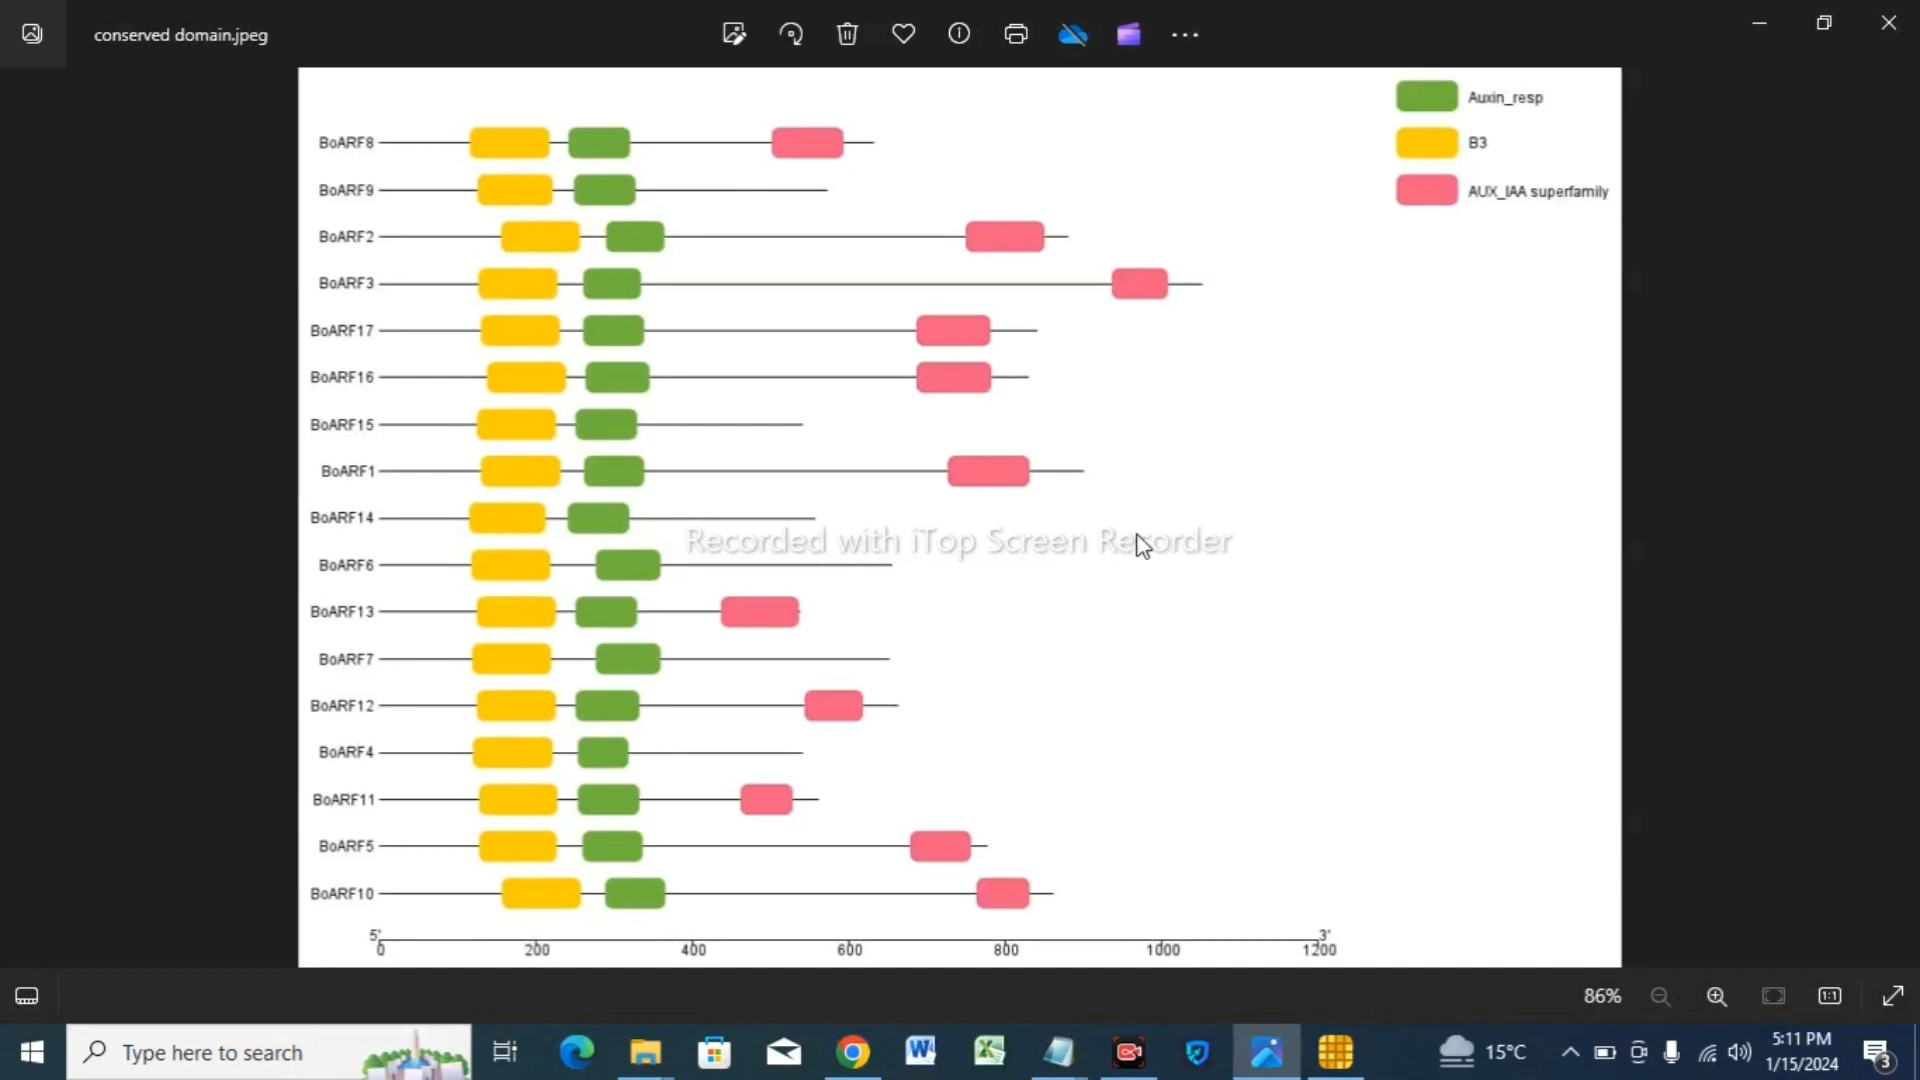 conserved domain.jpeg
Auxin_resp
B3
AUX_IAA superfamily
BoARF8
BoARF9
BoARF2
BoARF3
BoARF17
BoARF16
BoARF15
BoARF1
BoARF14
BoARF6
BoARF13
BoARF7
BoARF12
BoARF4
BoARF11
BoARF5
BoARF10
Recorded with iTop Screen Recorder
5' 3'
0 200 400 600 800 1000 1200
86%
1:1
Type here to search
15°C
5:11 PM
1/15/2024
3